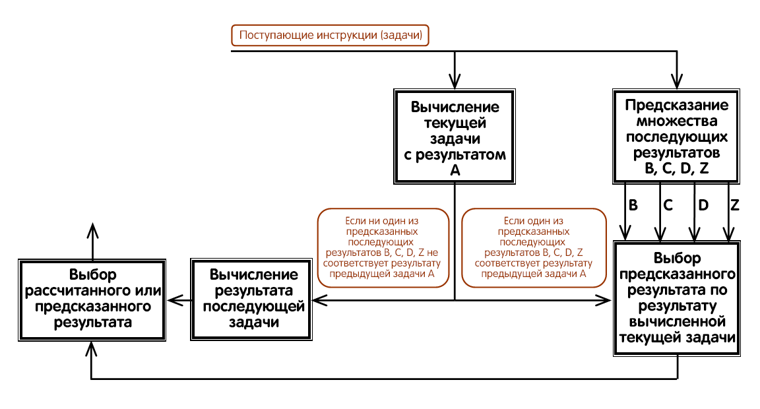 Поступающие инструкции (задачи)
Вычисление
текущей
задачи
с результатом
A
Предсказание
множества
последующих
результатов
B, C, D, Z
B
C
D
Z
Если ни один из
предсказанных
последующих
результатов B, C, D, Z не
соответствует результату
предыдущей задачи A
Если один из
предсказанных
последующих
результатов B, C, D, Z
соответствует результату
предыдущей задачи A
Выбор
рассчитанного или
предсказанного
результата
Вычисление
результата
последующей
задачи
Выбор
предсказанного
результата по
результату
вычисленной
текущей задачи